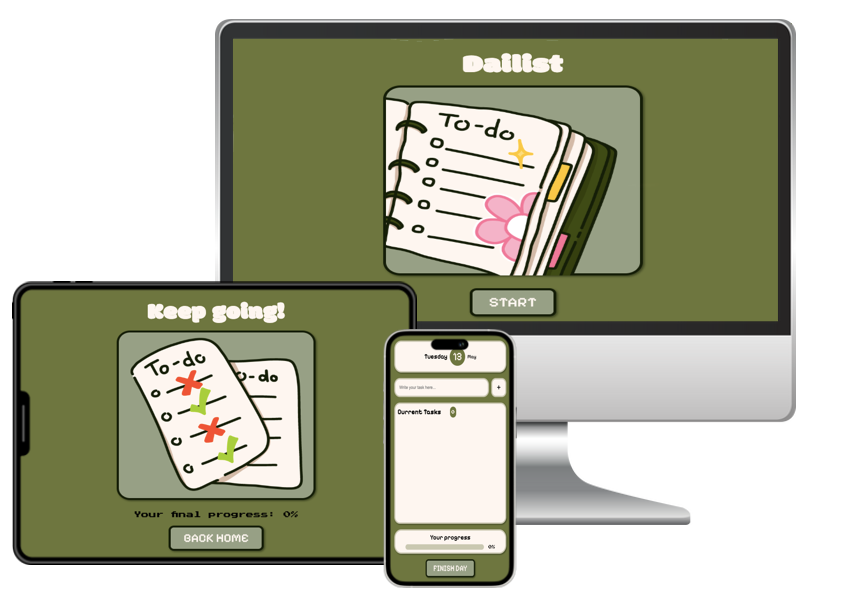 Dailist
To-do
START
Keep going!
To-do
o-do
Your final progress: 0%
BACK HOME
Tuesday 13 May
Write your task here...
+
Current Tasks 0
Your progress
0%
FINISH DAY